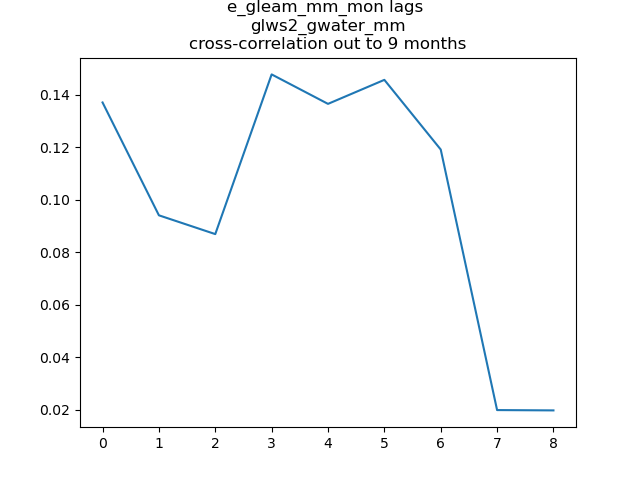 e_gleam_mm_mon lags
glws2_gwater_mm
cross-correlation out to 9 months
0.14
0.12
0.10
0.08
0.06
0.04
0.02
0 1 2 3 4 5 6 7 8